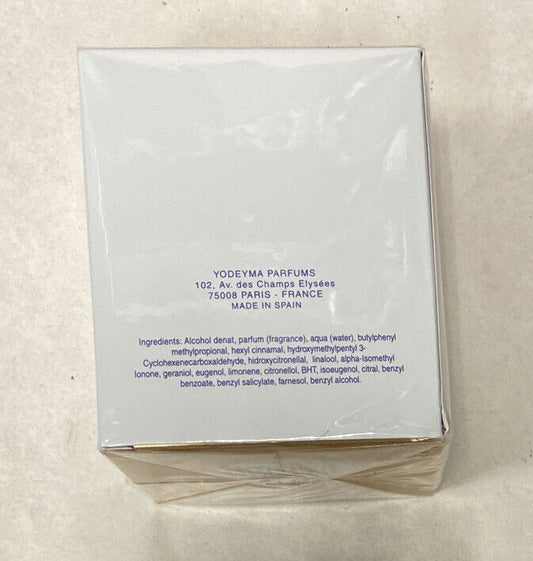 YODEYMA PARFUMS
102, Av. des Champs Elysées
75008 PARIS - FRANCE
MADE IN SPAIN
Ingredients: Alcohol denat, parfum (fragrance), aqua (water), butylphenyl
methylpropional, hexyl cinnamal, hydroxymethylpentyl 3-
Cyclohexenecarboxaldehyde, hidroxycitronellal, linalool, alpha-Isomethyl
Ionone, geraniol, eugenol, limonene, citronellol, BHT, isoeugenol, citral, benzyl
benzoate, benzyl salicylate, farnesol, benzyl alcohol.